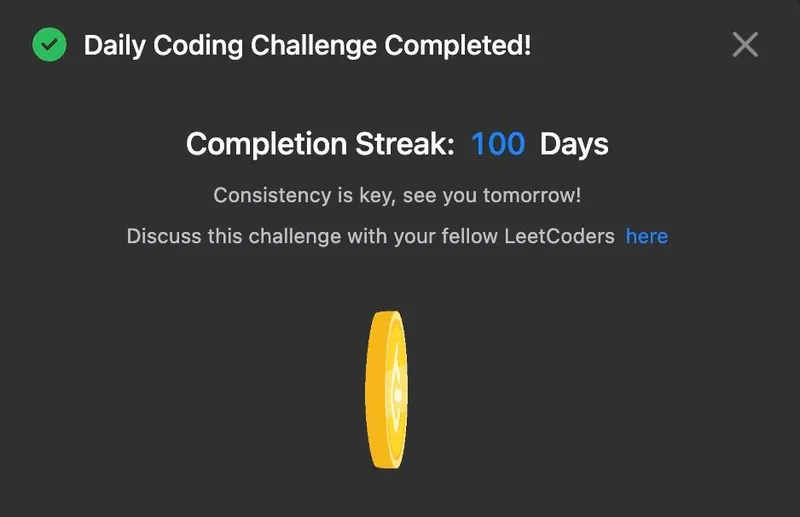 Daily Coding Challenge Completed!
Completion Streak: 100 Days
Consistency is key, see you tomorrow!
Discuss this challenge with your fellow LeetCoders here